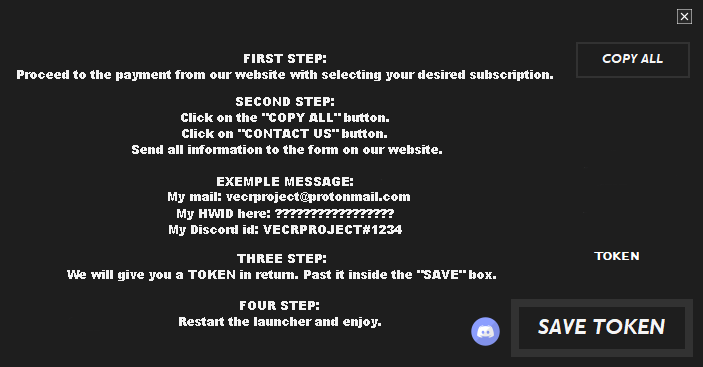 FIRST STEP:
Proceed to the payment from our website with selecting your desired subscription.
COPY ALL
SECOND STEP:
Click on the "COPY ALL" button.
Click on "CONTACT US" button.
Send all information to the form on our website.
EXEMPLE MESSAGE:
My mail: vecrproject@protonmail.com
My HWID here: ?????????????????
My Discord id: VECRPROJECT#1234
THREE STEP:
We will give you a TOKEN in return. Past it inside the "SAVE" box.
TOKEN
FOUR STEP:
Restart the launcher and enjoy.
SAVE TOKEN